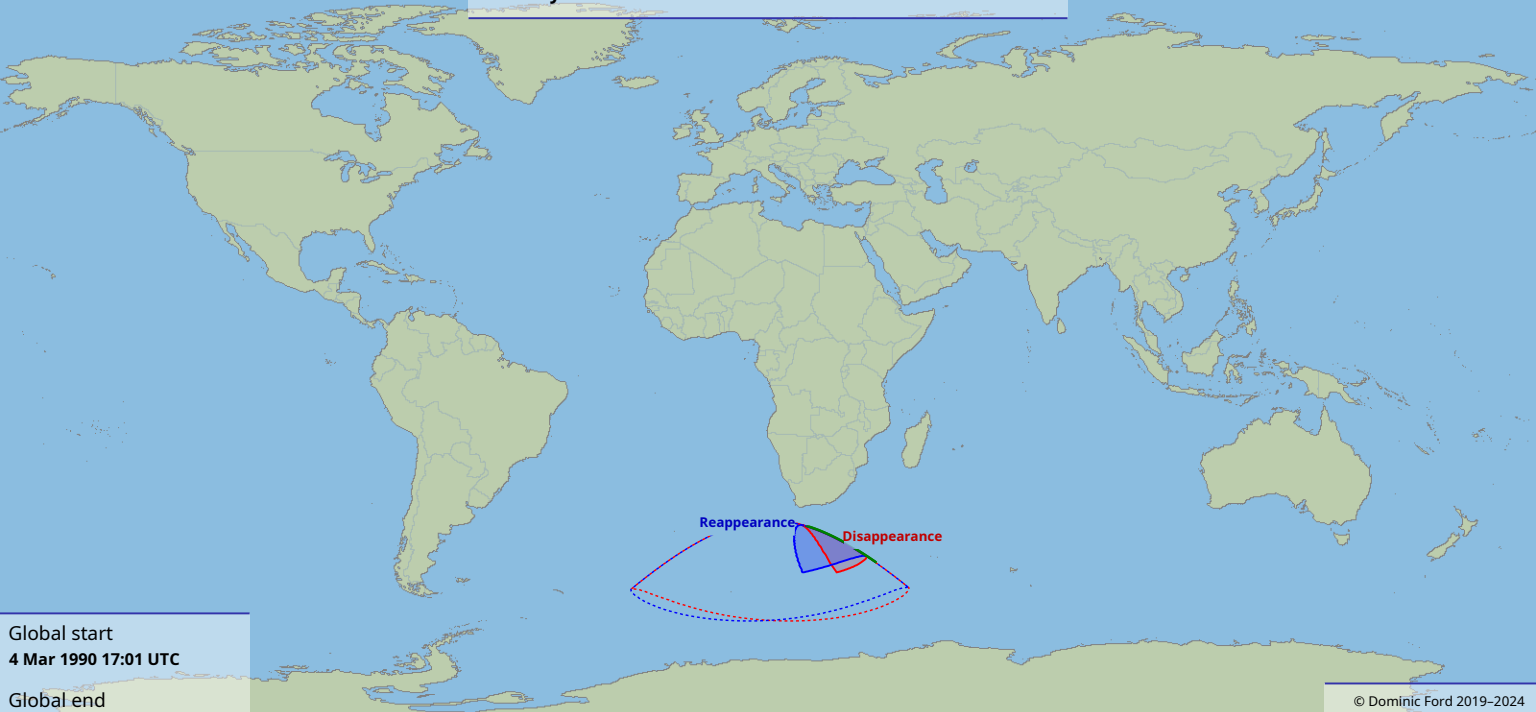 Reappearance
Disappearance
Global start
4 Mar 1990 17:01 UTC
Global end
© Dominic Ford 2019–2024